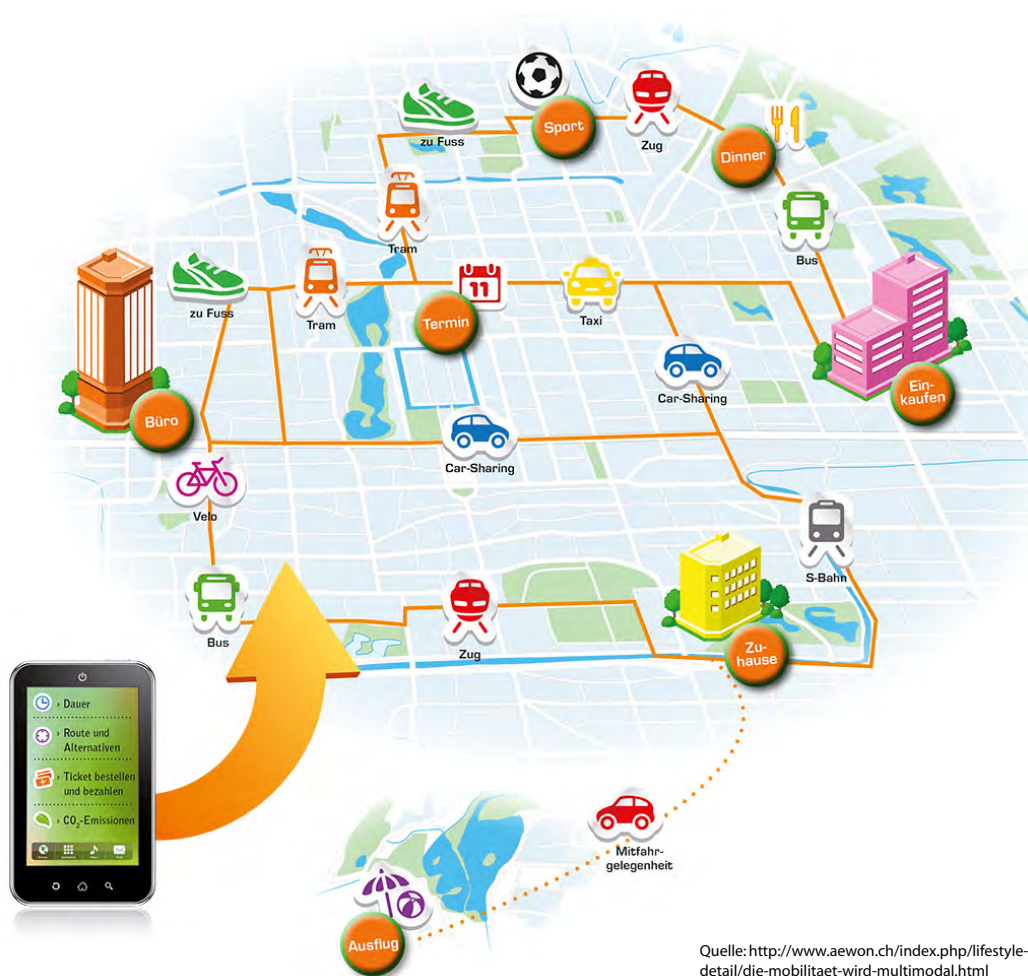 Sport
zu Fuss
Zug
Dinner
Tram
Bus
zu Fuss
Tram
11
Termin
Taxi
Car-Sharing
Ein-
kaufen
Büro
Car-Sharing
Velo
S-Bahn
Bus
Zug
Zu-
hause
› Dauer
› Route und
Alternativen
› Ticket bestellen
und bezahlen
› CO₂-Emissionen
Mitfahr-
gelegenheit
Ausflug
Quelle: http://www.aewon.ch/index.php/lifestyle-
detail/die-mobilitaet-wird-multimodal.html